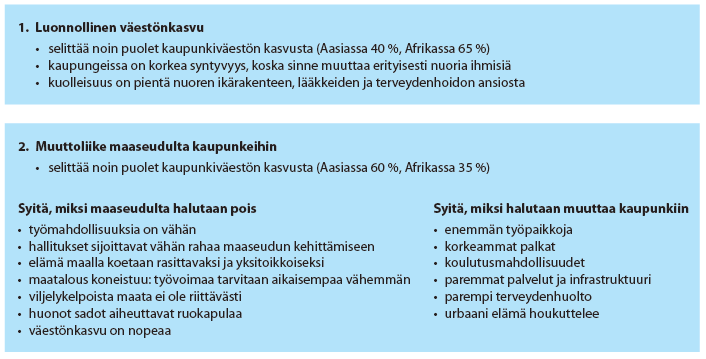 1. Luonnollinen väestönkasvu
• selittää noin puolet kaupunkiväestön kasvusta (Aasiassa 40 %, Afrikassa 65 %)
• kaupungeissa on korkea syntyvyys, koska sinne muuttaa erityisesti nuoria ihmisiä
• kuolleisuus on pientä nuoren ikärakenteen, lääkkeiden ja terveydenhoidon ansiosta
2. Muuttoliike maaseudulta kaupunkeihin
• selittää noin puolet kaupunkiväestön kasvusta (Aasiassa 60 %, Afrikassa 35 %)
Syitä, miksi maaseudulta halutaan pois
• työmahdollisuuksia on vähän
• hallitukset sijoittavat vähän rahaa maaseudun kehittämiseen
• elämä maalla koetaan rasittavaksi ja yksitoikkoiseksi
• maatalous koneistuu: työvoimaa tarvitaan aikaisempaa vähemmän
• viljelykelpoista maata ei ole riittävästi
• huonot sadot aiheuttavat ruokapulaa
• väestönkasvu on nopeaa
Syitä, miksi halutaan muuttaa kaupunkiin
• enemmän työpaikkoja
• korkeammat palkat
• koulutusmahdollisuudet
• paremmat palvelut ja infrastruktuuri
• parempi terveydenhuolto
• urbaani elämä houkuttelee